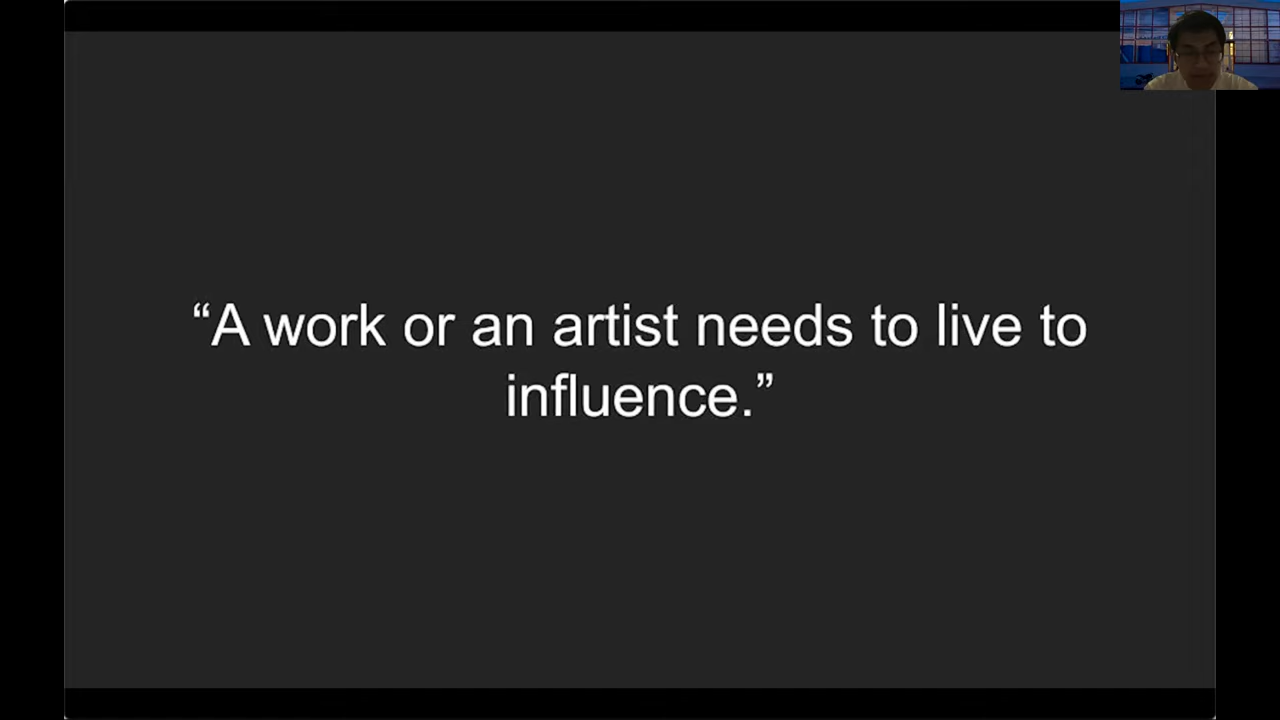 “A work or an artist needs to live to
influence.”